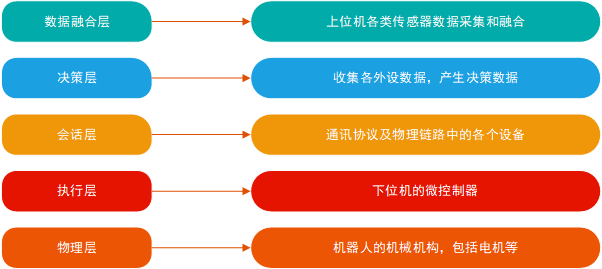 数据融合层
上位机各类传感器数据采集和融合
决策层
收集各外设数据，产生决策数据
会话层
通讯协议及物理链路中的各个设备
执行层
下位机的微控制器
物理层
机器人的机械机构，包括电机等